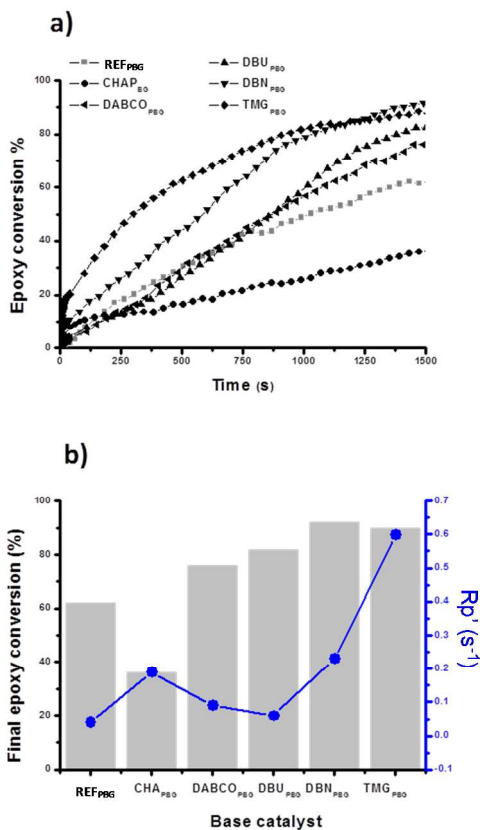 a)
REFPBG
DBUPBG
CHAPBG
DBNPBG
DABCOPBG
TMGPBG
100
80
60
40
20
0
Epoxy conversion %
0 250 500 750 1000 1250 1500
Time (s)
b)
100
80
60
40
20
0
Final epoxy conversion (%)
0.7
0.6
0.5
0.4
0.3
0.2
0.1
0.0
-0.1
Rp' (s-1)
REFPBG CHAPBG DABCOPBG DBUPBG DBNPBG TMGPBG
Base catalyst